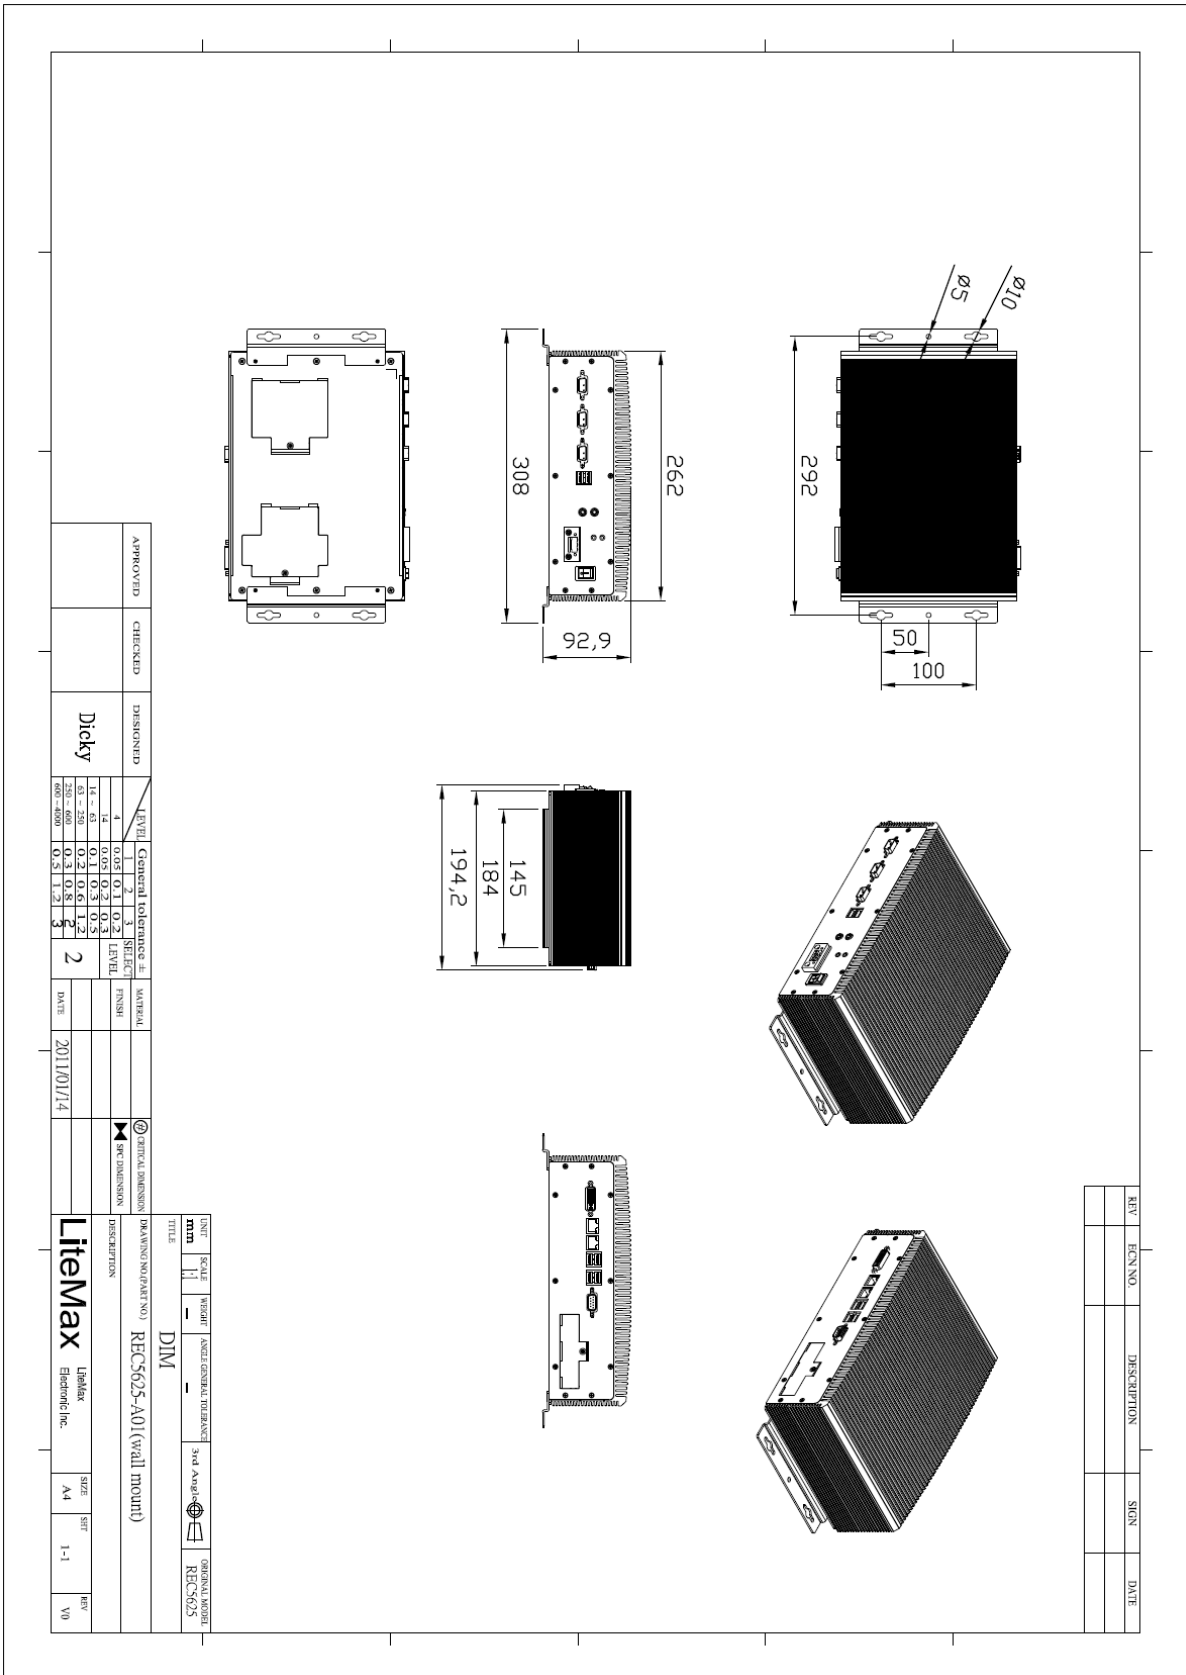 REV ECN NO. DESCRIPTION SIGN DATE
Ø10
Ø5
292
50
100
262
308
92,9
145
184
194,2
APPROVED CHECKED DESIGNED
Dicky
LEVEL General tolerance ±
1 2 3
4 0.05 0.1 0.2
14 0.05 0.2 0.3
14 ~ 63 0.1 0.3 0.5
63 ~ 250 0.2 0.6 1.2
250 ~ 600 0.3 0.8 2
600 ~ 4000 0.5 1.2 3
SELECT
LEVEL
2
MATERIAL
FINISH
DATE 2011/01/14
CRITICAL DIMENSION
SPC DIMENSION
UNIT SCALE WEIGHT ANGLE GENERAL TOLERANCE 3rd Angle ORIGINAL MODEL
mm 1:1 — — REC5625
TITLE DIM
DRAWING NO.(PART NO.) REC5625-A01(wall mount)
DESCRIPTION
LiteMax
LiteMax
Electronic Inc.
SIZE SHT REV
A4 1-1 V0